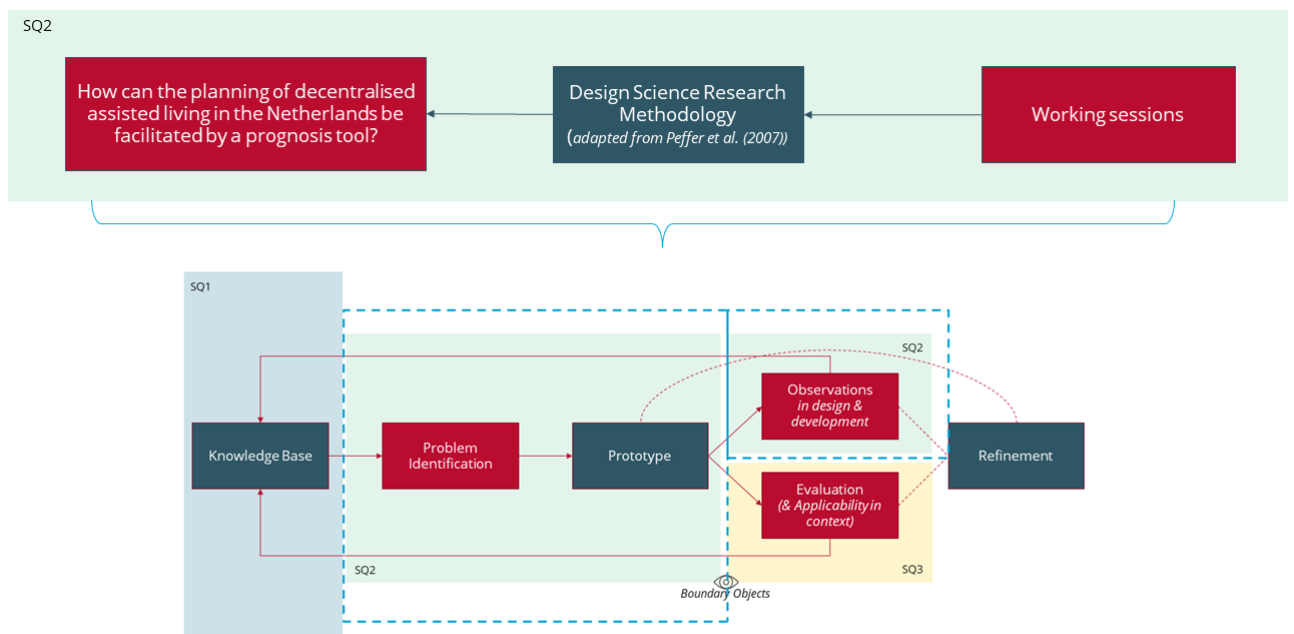 SQ2
How can the planning of decentralised
assisted living in the Netherlands be
facilitated by a prognosis tool?
Design Science Research
Methodology
(adapted from Peffer et al. (2007))
Working sessions
SQ1
SQ2
Observations
in design &
development
Knowledge Base
Problem
Identification
Prototype
Refinement
Evaluation
(& Applicability in
context)
SQ2
SQ3
Boundary Objects